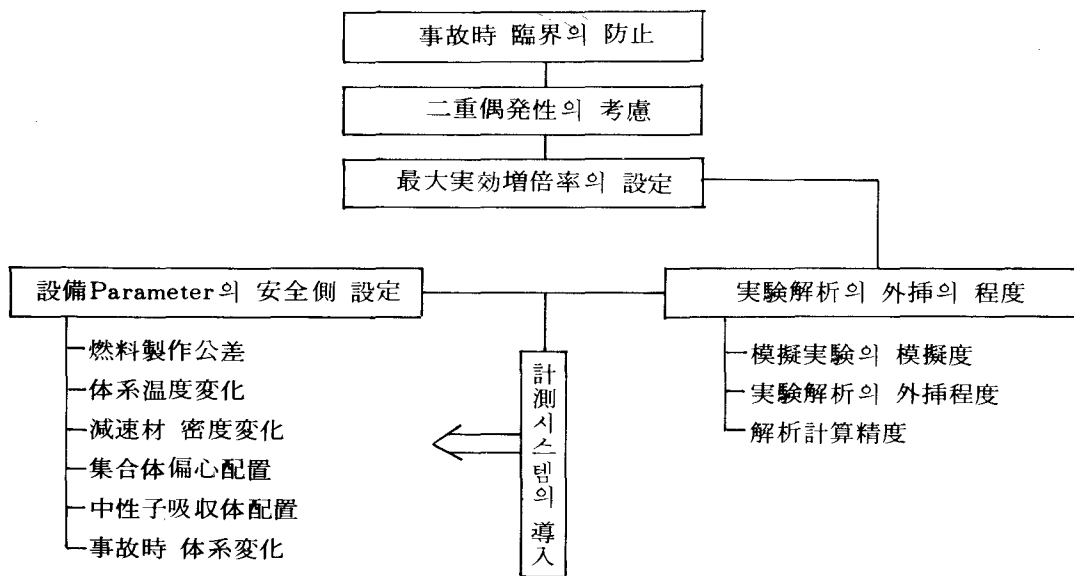 事故時 臨界의 防止
二重偶発性의 考慮
最大実効増倍率의 設定
設備Parameter의 安全側 設定
実験解析의 外挿의 程度
燃料製作公差
体系温度変化
減速材 密度変化
集合体偏心配置
中性子吸収体配置
事故時 体系変化
計測시스템의 導入
模擬実験의 模擬度
実験解析의 外挿程度
解析計算精度